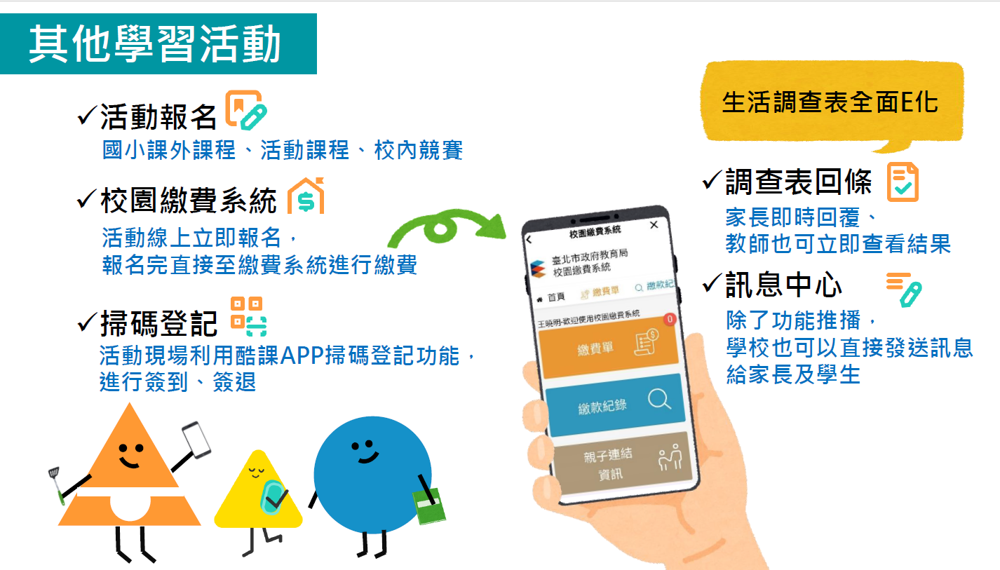 其他學習活動
✓活動報名
國小課外課程、活動課程、校內競賽
✓校園繳費系統
活動線上立即報名，
報名完直接至繳費系統進行繳費
✓掃碼登記
活動現場利用酷課APP掃碼登記功能，
進行簽到、簽退
校園繳費系統
臺北市政府教育局
校園繳費系統
首頁 繳費單 繳款紀
王曉明-歡迎使用校園繳費系統
0
繳費單
繳款紀錄
親子連結
資訊
生活調查表全面E化
✓調查表回條
家長即時回覆、
教師也可立即查看結果
✓訊息中心
除了功能推播，
學校也可以直接發送訊息
給家長及學生